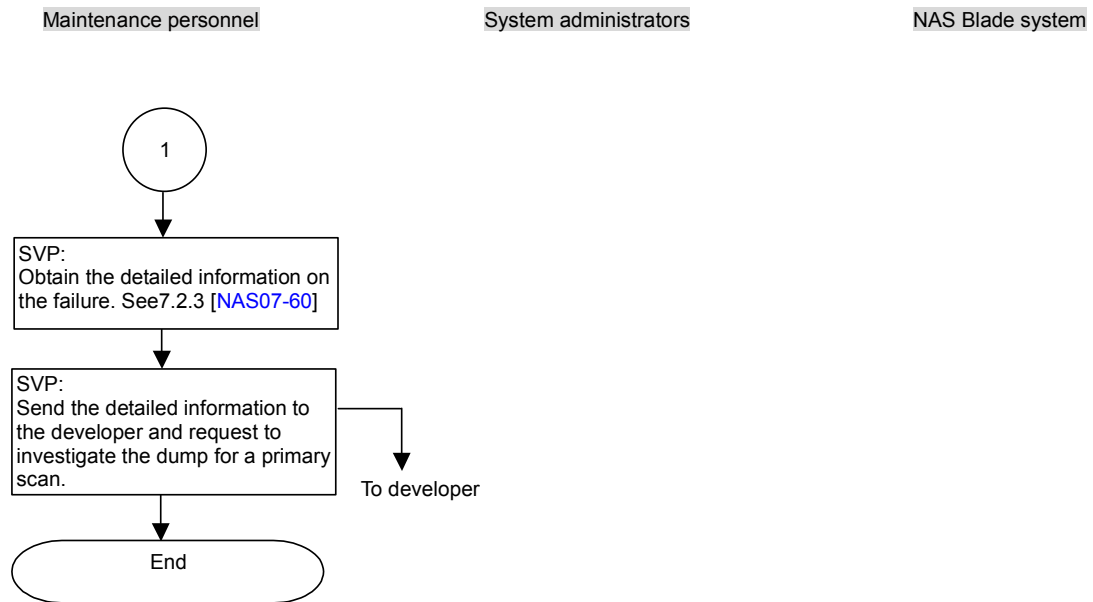 Maintenance personnel
System administrators
NAS Blade system
1
SVP:
Obtain the detailed information on
the failure. See7.2.3 [NAS07-60]
SVP:
Send the detailed information to
the developer and request to
investigate the dump for a primary
scan.
To developer
End